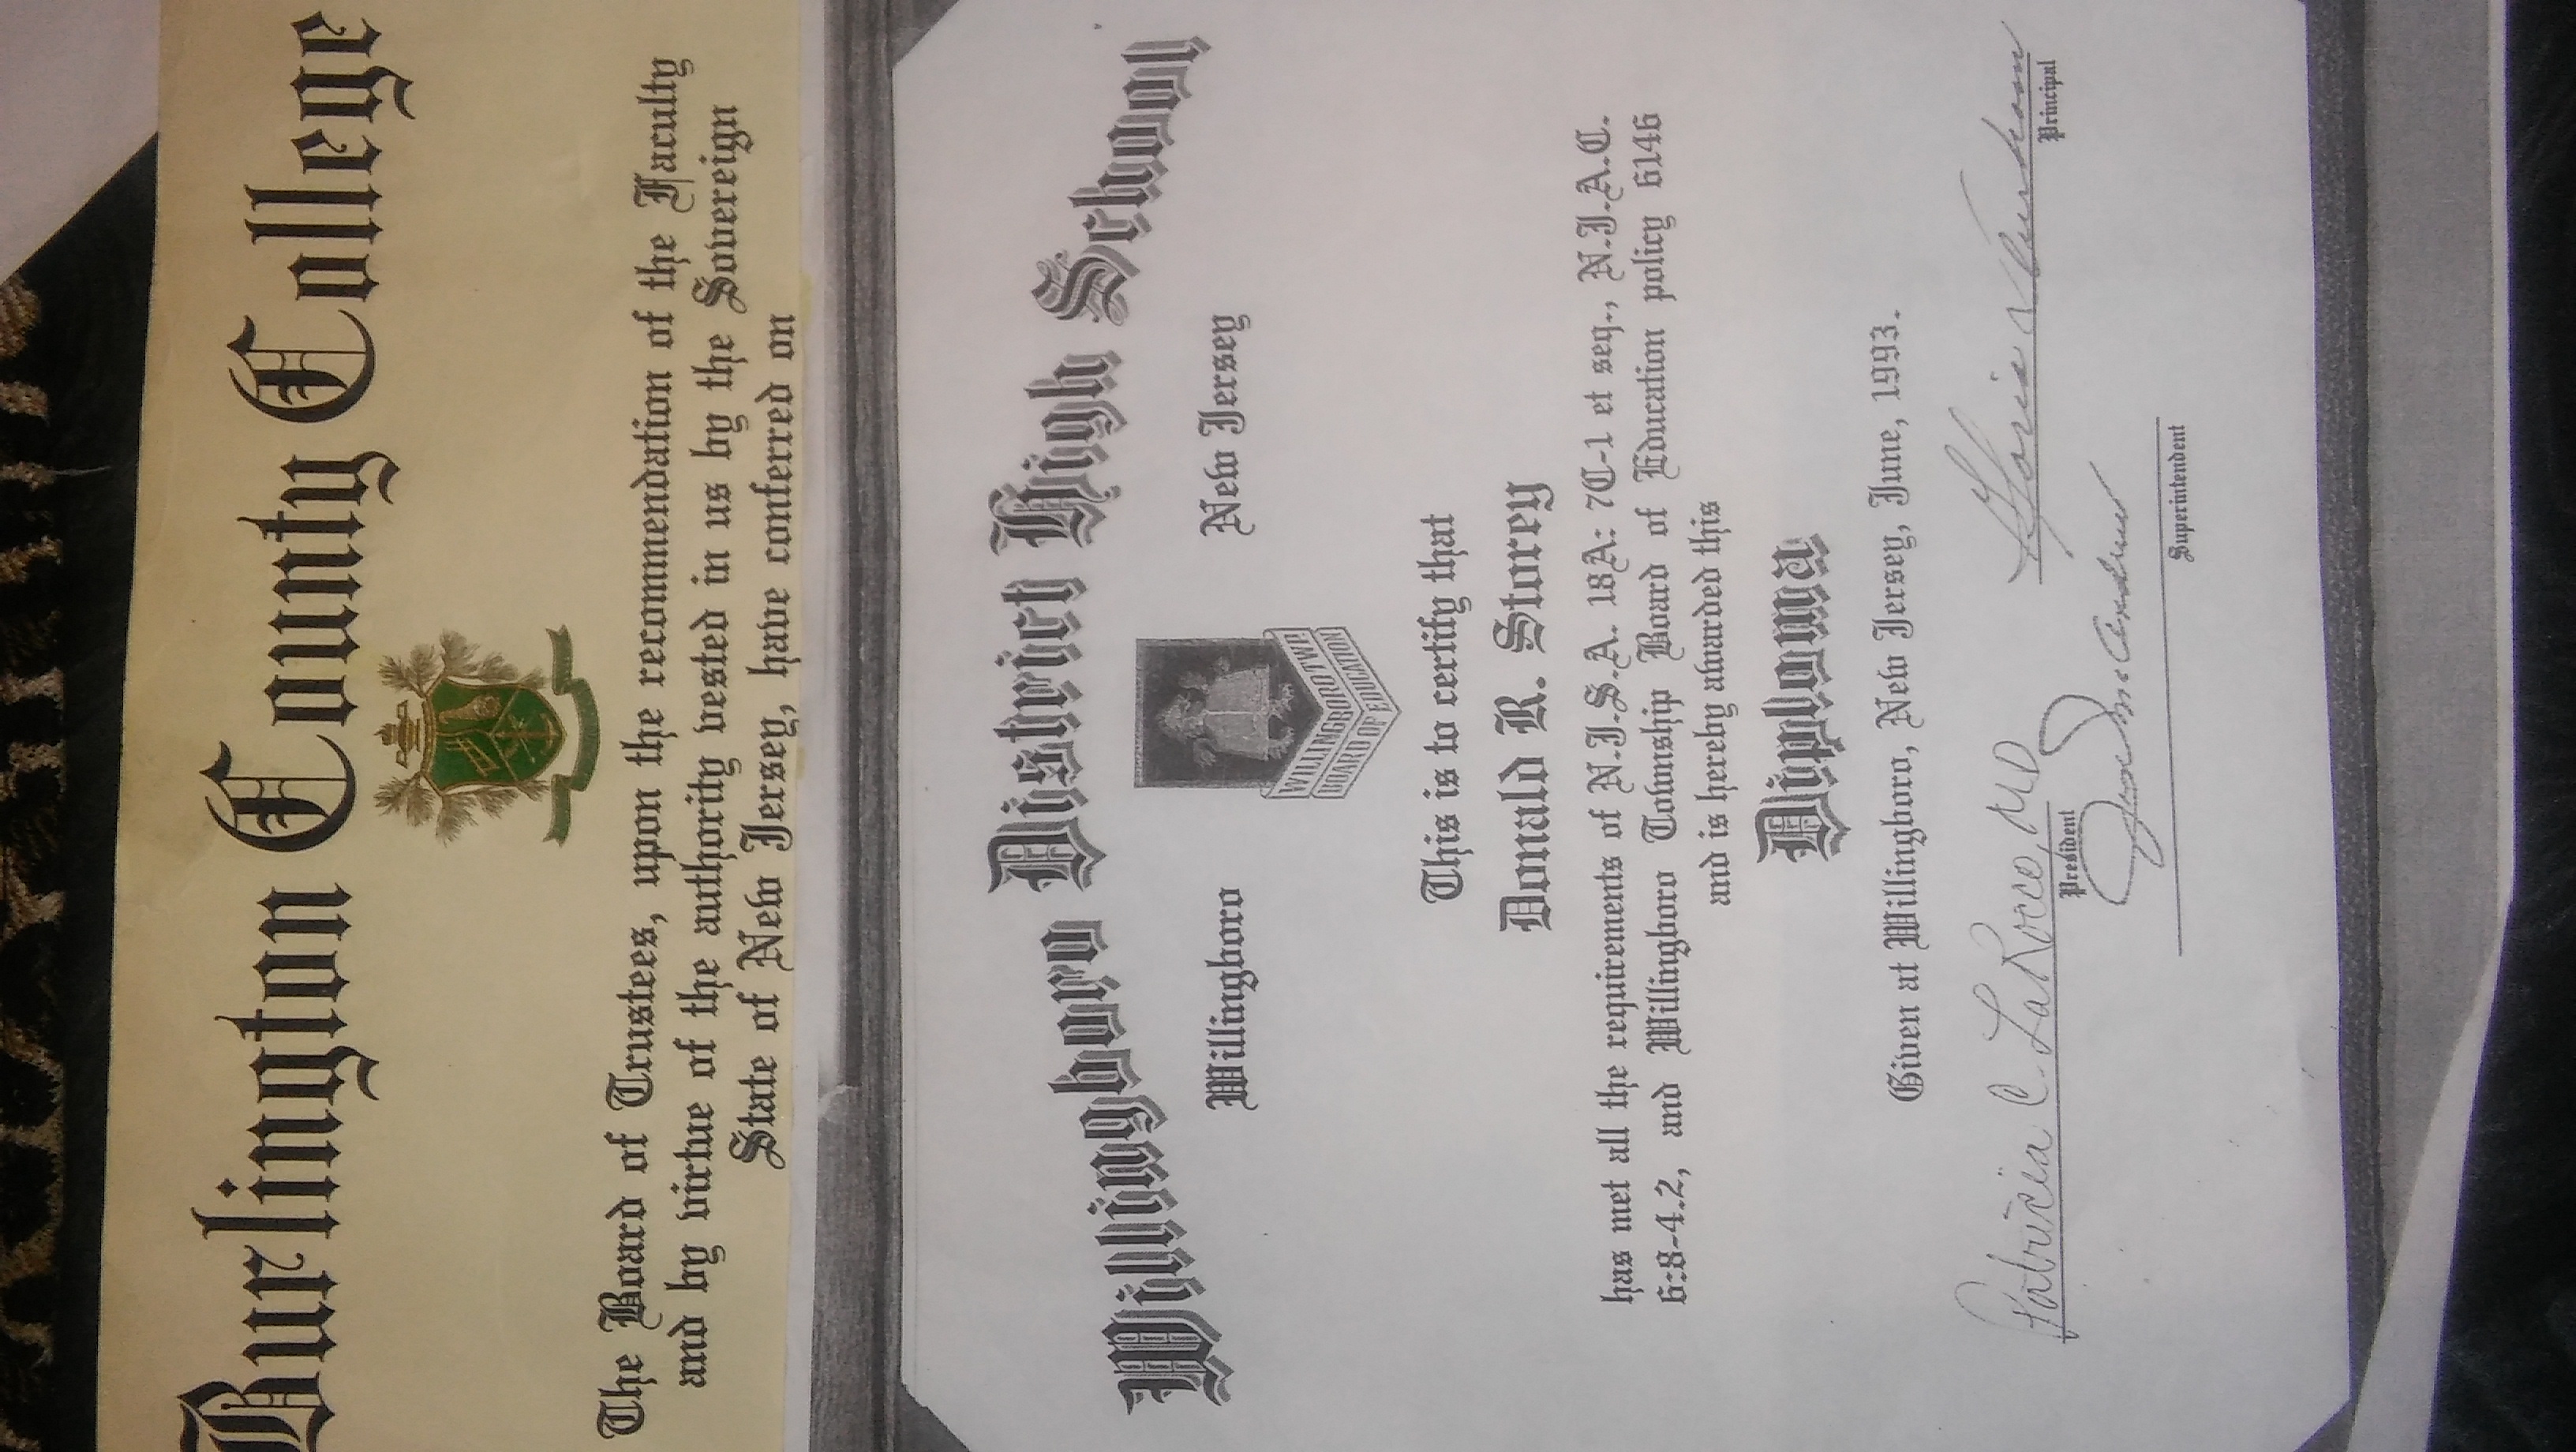 Burlington County College
The Board of Trustees, upon the recommendation of the Faculty
and by virtue of the authority vested in us by the Sovereign
State of New Jersey, have conferred on
Willingboro District High School
Willingboro New Jersey
WILLINGBORO TWP.
BOARD OF EDUCATION
This is to certify that
Donald R. Storey
has met all the requirements of N.J.S.A. 18A: 7C-1 et seq., N.J.A.C.
6:8-4.2, and Willingboro Township Board of Education policy 6146
and is hereby awarded this
Diploma
Given at Willingboro, New Jersey, June, 1993.
Patricia C. LaRocco, MD
President
Principal
Superintendent